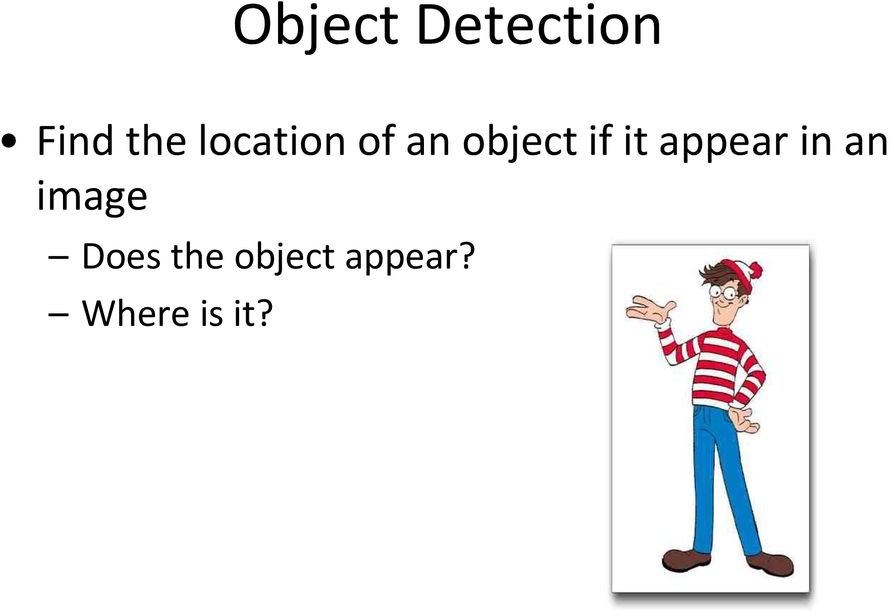 Object Detection
• Find the location of an object if it appear in an
image
– Does the object appear?
– Where is it?